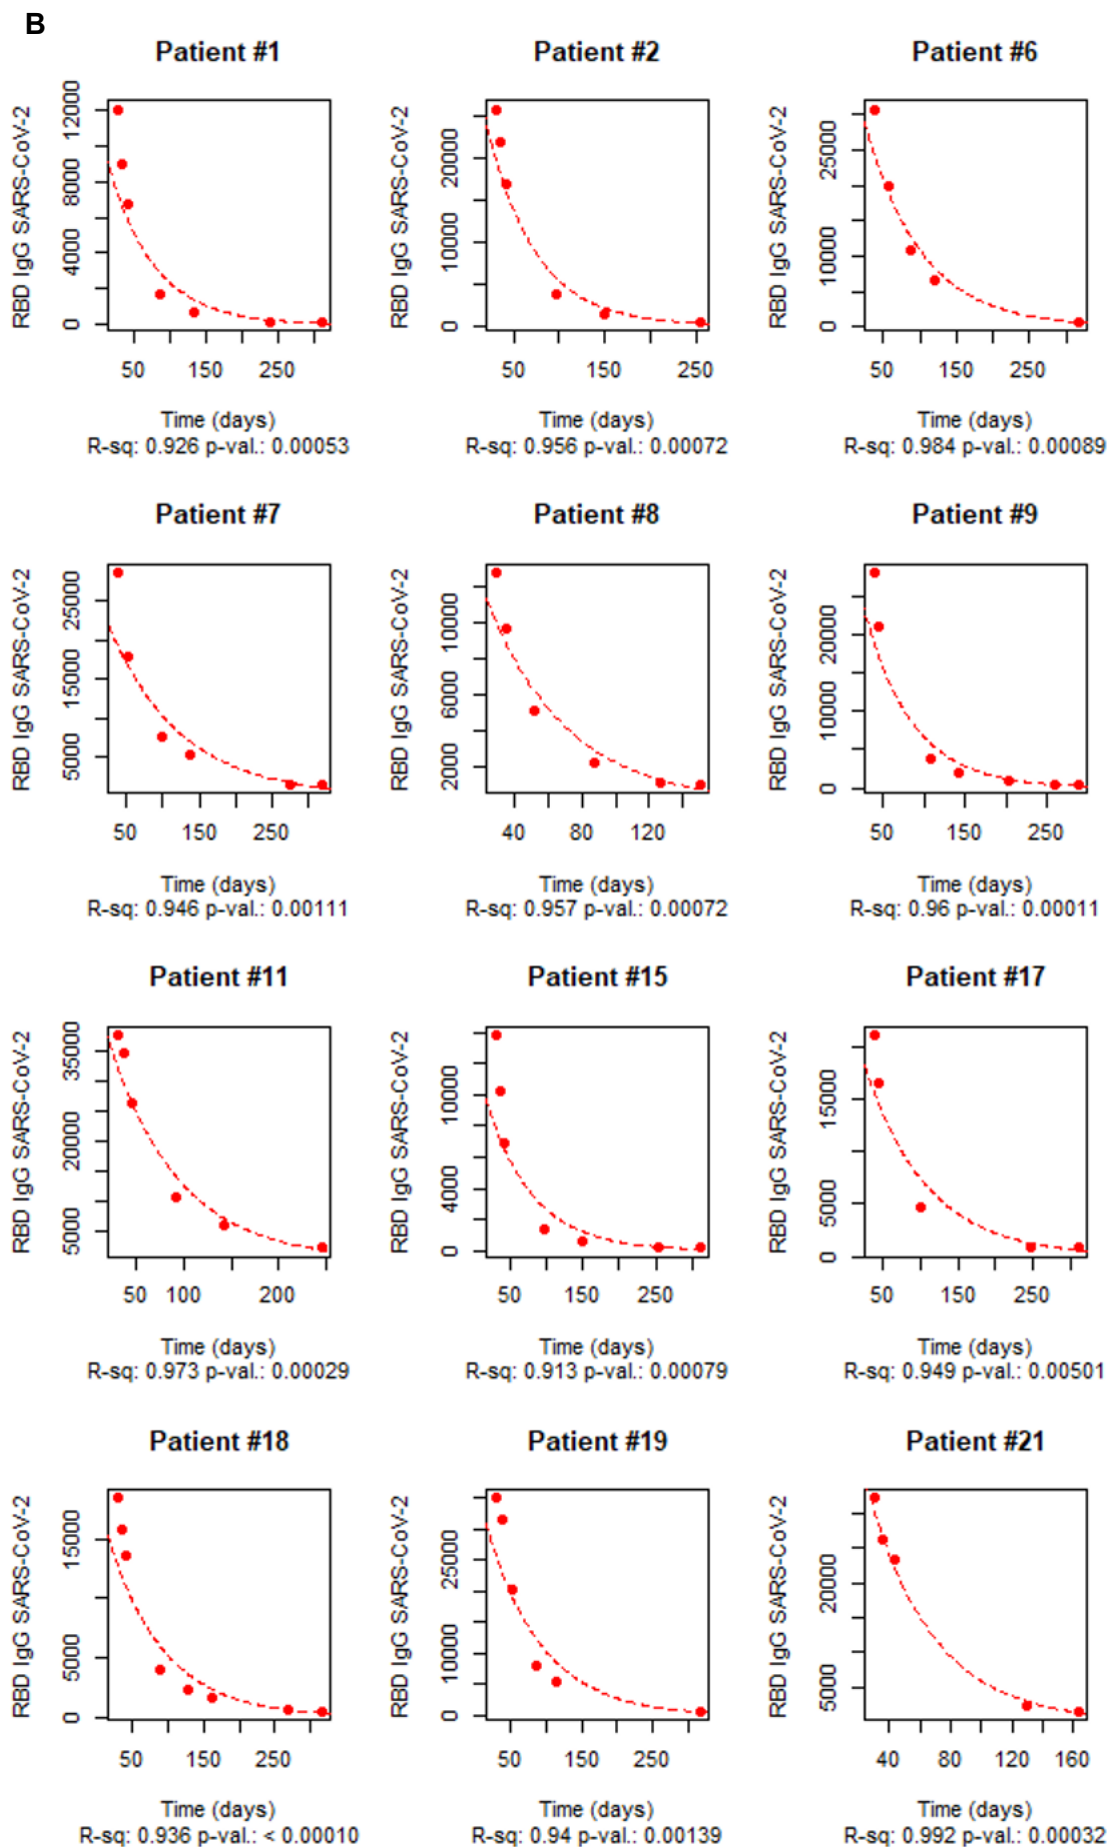 B
Patient #1
Patient #2
Patient #6
RBD IgG SARS-CoV-2
0 4000 8000 12000
50 150 250
Time (days)
R-sq: 0.926 p-val.: 0.00053
RBD IgG SARS-CoV-2
0 10000 20000
50 150 250
Time (days)
R-sq: 0.956 p-val.: 0.00072
RBD IgG SARS-CoV-2
0 10000 25000
50 150 250
Time (days)
R-sq: 0.984 p-val.: 0.00089
Patient #7
Patient #8
Patient #9
RBD IgG SARS-CoV-2
5000 15000 25000
50 150 250
Time (days)
R-sq: 0.946 p-val.: 0.00111
RBD IgG SARS-CoV-2
2000 6000 10000
40 80 120
Time (days)
R-sq: 0.957 p-val.: 0.00072
RBD IgG SARS-CoV-2
0 10000 20000
50 150 250
Time (days)
R-sq: 0.96 p-val.: 0.00011
Patient #11
Patient #15
Patient #17
RBD IgG SARS-CoV-2
5000 20000 35000
50 100 200
Time (days)
R-sq: 0.973 p-val.: 0.00029
RBD IgG SARS-CoV-2
0 4000 10000
50 150 250
Time (days)
R-sq: 0.913 p-val.: 0.00079
RBD IgG SARS-CoV-2
0 5000 15000
50 150 250
Time (days)
R-sq: 0.949 p-val.: 0.00501
Patient #18
Patient #19
Patient #21
RBD IgG SARS-CoV-2
0 50000 150000
50 150 250
Time (days)
R-sq: 0.936 p-val.: < 0.00010
RBD IgG SARS-CoV-2
0 10000 25000
50 150 250
Time (days)
R-sq: 0.94 p-val.: 0.00139
RBD IgG SARS-CoV-2
5000 20000
40 80 120 160
Time (days)
R-sq: 0.992 p-val.: 0.00032